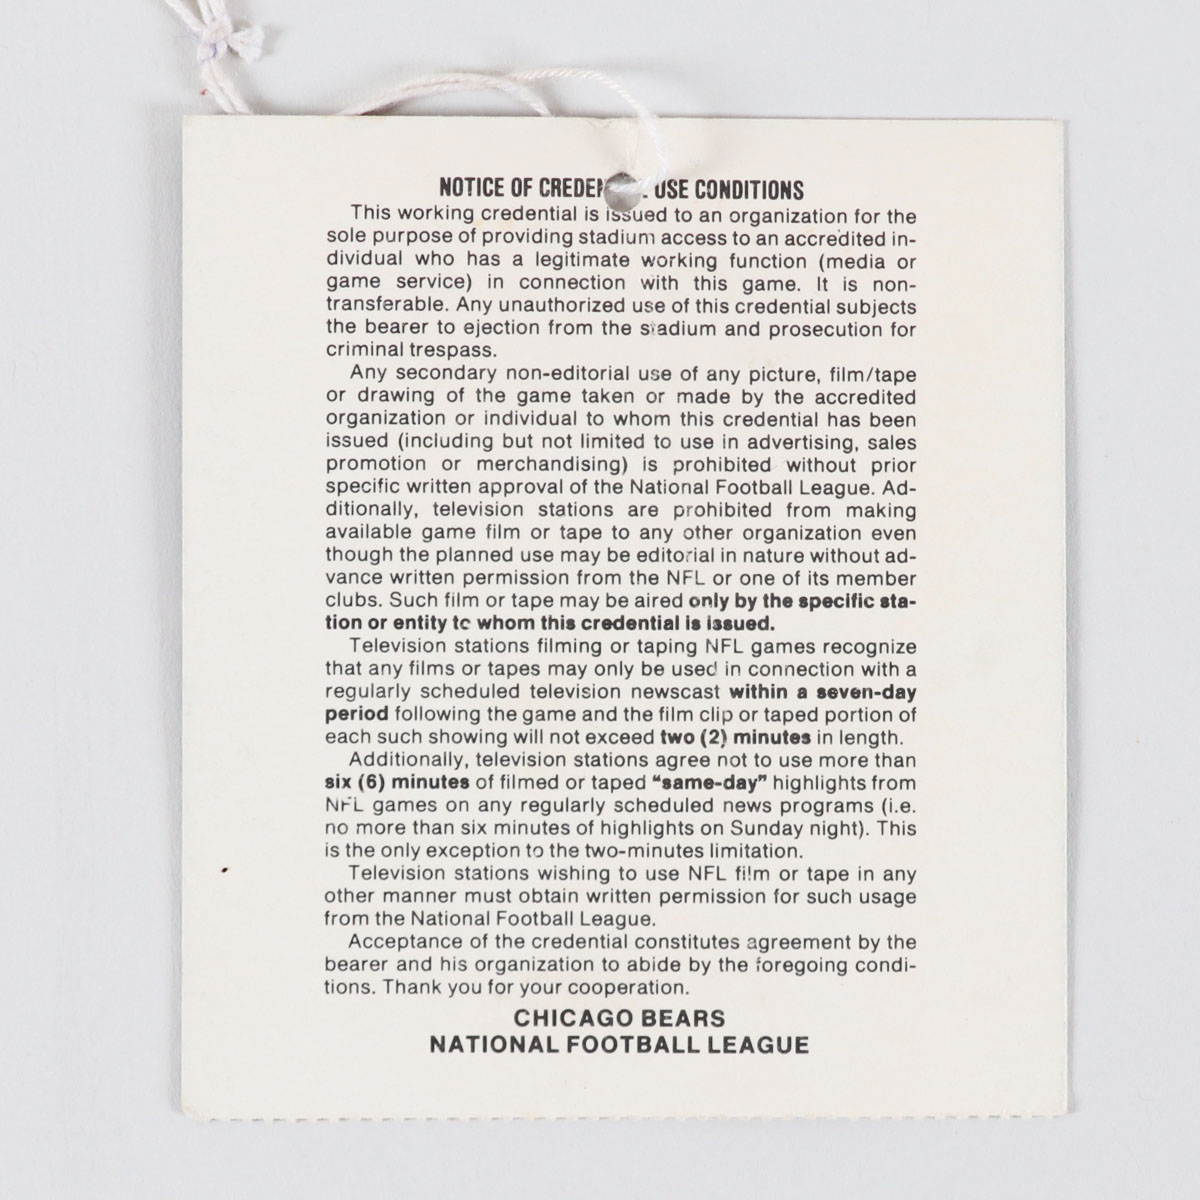 NOTICE OF CREDEN USE CONDITIONS
This working credential is issued to an organization for the
sole purpose of providing stadium access to an accredited in-
dividual who has a legitimate working function (media or
game service) in connection with this game. It is non-
transferable. Any unauthorized use of this credential subjects
the bearer to ejection from the stadium and prosecution for
criminal trespass.
Any secondary non-editorial use of any picture, film/tape
or drawing of the game taken or made by the accredited
organization or individual to whom this credential has been
issued (including but not limited to use in advertising, sales
promotion or merchandising) is prohibited without prior
specific written approval of the National Football League. Ad-
ditionally, television stations are prohibited from making
available game film or tape to any other organization even
though the planned use may be editorial in nature without ad-
vance written permission from the NFL or one of its member
clubs. Such film or tape may be aired only by the specific sta-
tion or entity to whom this credential is issued.
Television stations filming or taping NFL games recognize
that any films or tapes may only be used in connection with a
regularly scheduled television newscast within a seven-day
period following the game and the film clip or taped portion of
each such showing will not exceed two (2) minutes in length.
Additionally, television stations agree not to use more than
six (6) minutes of filmed or taped "same-day" highlights from
NFL games on any regularly scheduled news programs (i.e.
no more than six minutes of highlights on Sunday night). This
is the only exception to the two-minutes limitation.
Television stations wishing to use NFL film or tape in any
other manner must obtain written permission for such usage
from the National Football League.
Acceptance of the credential constitutes agreement by the
bearer and his organization to abide by the foregoing condi-
tions. Thank you for your cooperation.
CHICAGO BEARS
NATIONAL FOOTBALL LEAGUE